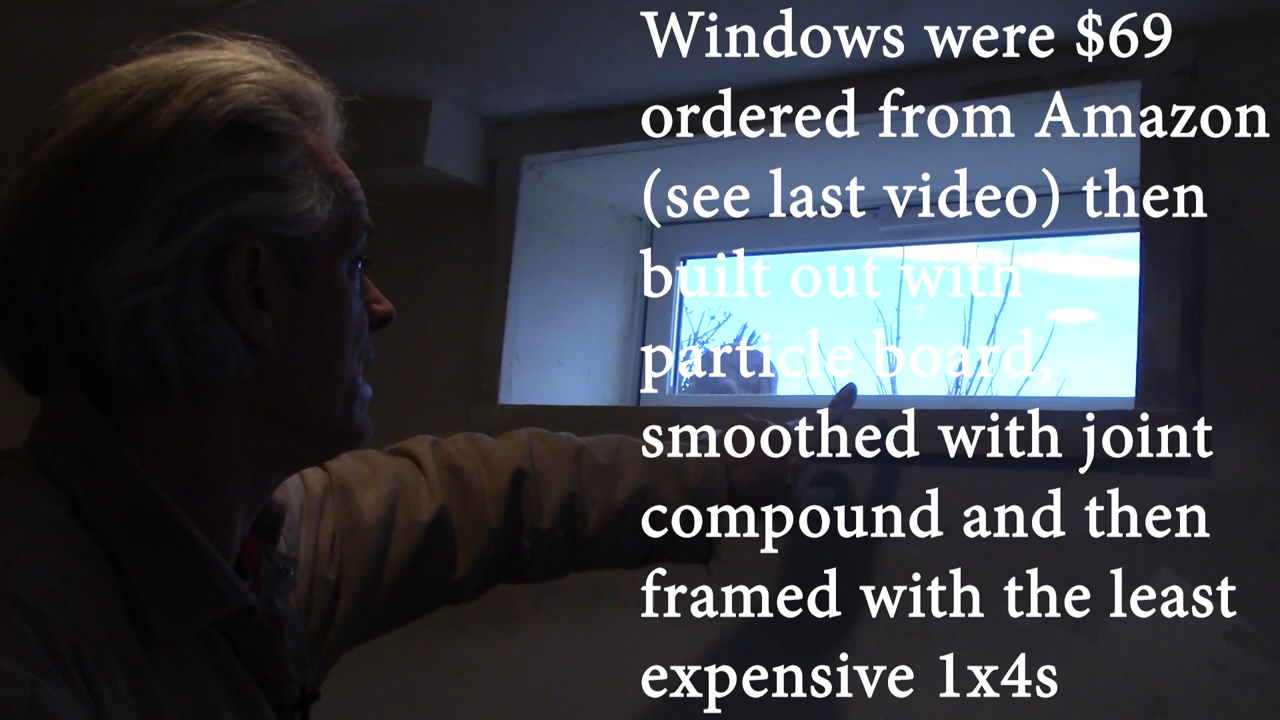 Windows were $69
ordered from Amazon
(see last video) then
built out with
particle board,
smoothed with joint
compound and then
framed with the least
expensive 1x4s